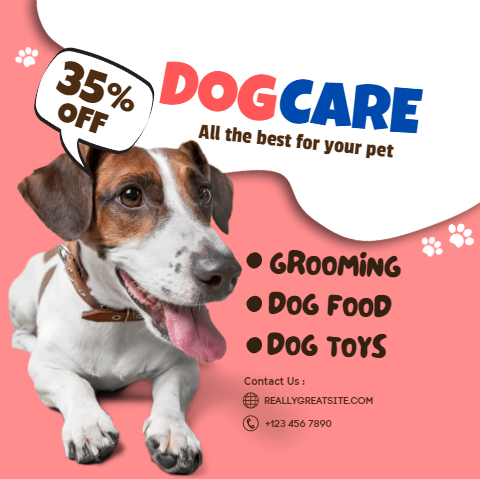 35%
OFF
DOGCARE
All the best for your pet
• GROOMING
• DOG FOOD
• DOG TOYS
Contact Us :
REALLYGREATSITE.COM
+123 456 7890